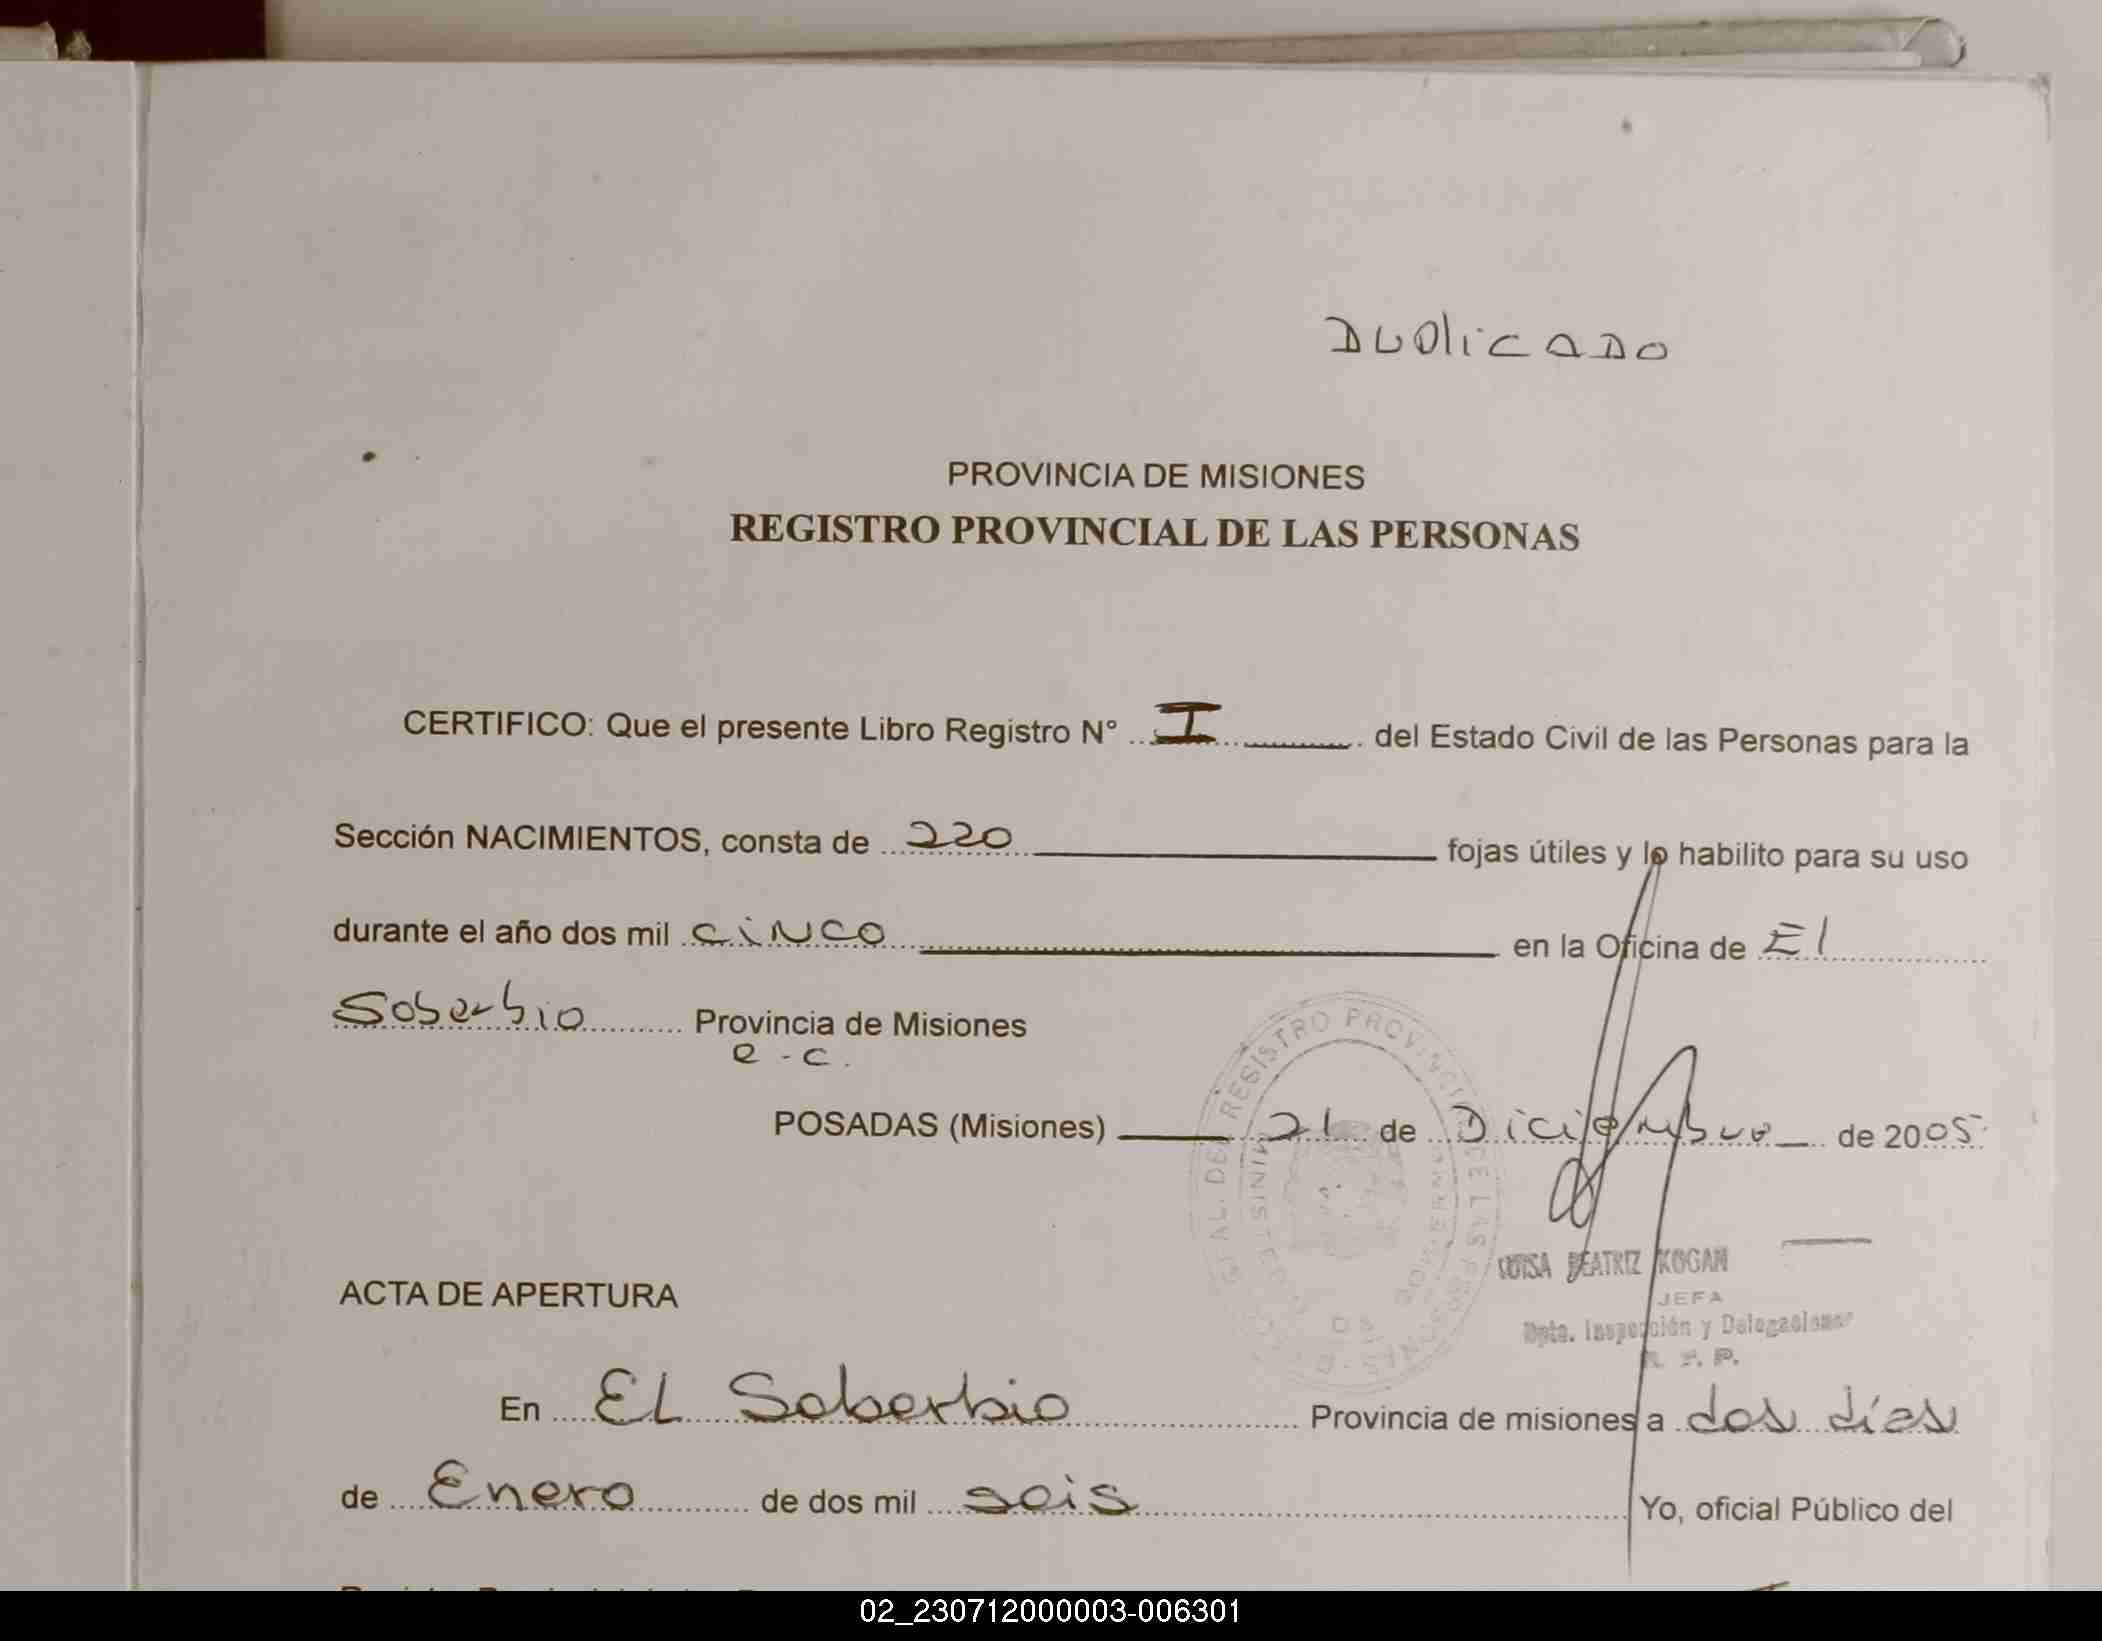 DUPlicADO
PROVINCIA DE MISIONES
REGISTRO PROVINCIAL DE LAS PERSONAS
CERTIFICO: Que el presente Libro Registro N° I del Estado Civil de las Personas para la
Sección NACIMIENTOS, consta de 220 fojas útiles y lo habilito para su uso
durante el año dos mil CiNCO en la Oficina de El
Soberbio Provincia de Misiones
e-c.
POSADAS (Misiones) 21 de Diciembre de 2005
LUISA BEATRIZ KOGAN
JEFA
Dpto. Inspección y Delegaciones
R. P. P.
ACTA DE APERTURA
En EL Soberbio Provincia de misiones a dos días
de Enero de dos mil seis Yo, oficial Público del
02_230712000003-006301